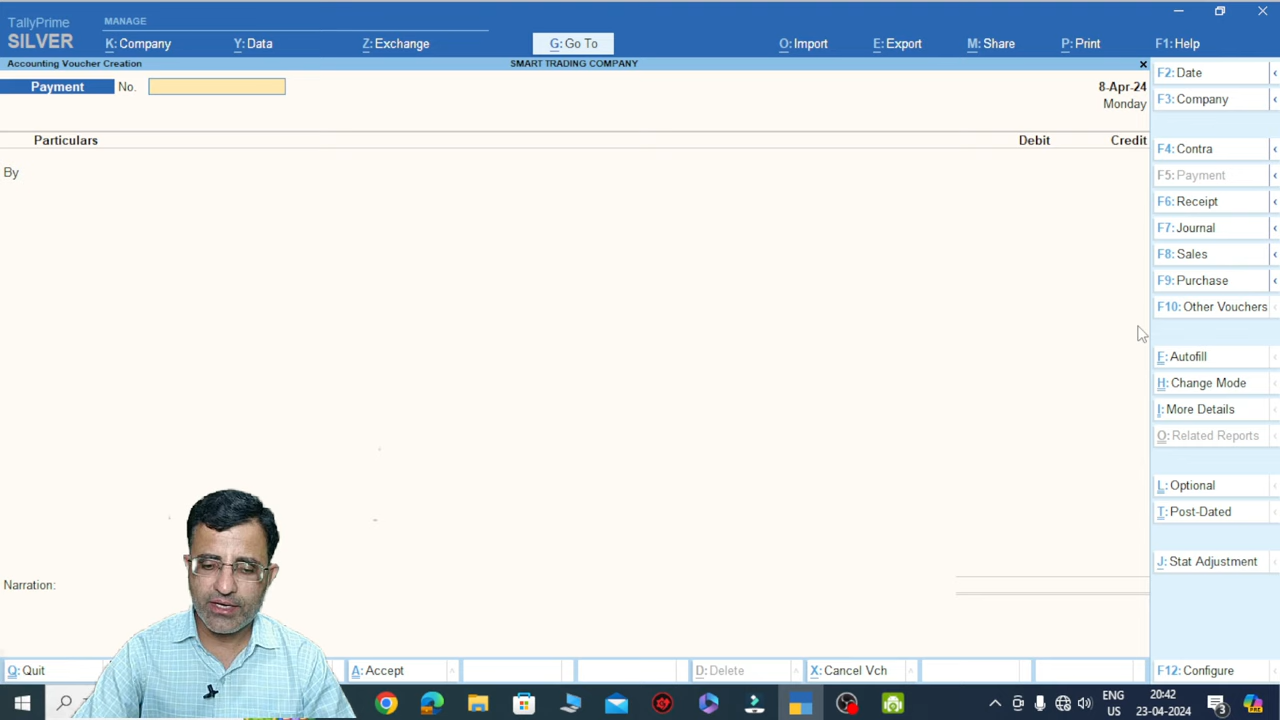 TallyPrime
SILVER
MANAGE
K: Company
Y: Data
Z: Exchange
G: Go To
O: Import
E: Export
M: Share
P: Print
F1: Help
Accounting Voucher Creation
SMART TRADING COMPANY
Payment No.
8-Apr-24
Monday
Particulars
Debit
Credit
By
Narration:
F2: Date
F3: Company
F4: Contra
F5: Payment
F6: Receipt
F7: Journal
F8: Sales
F9: Purchase
F10: Other Vouchers
F: Autofill
H: Change Mode
I: More Details
O: Related Reports
L: Optional
T: Post-Dated
J: Stat Adjustment
F12: Configure
Q: Quit
A: Accept
D: Delete
X: Cancel Vch
ENG
US
20:42
23-04-2024
3
PRE